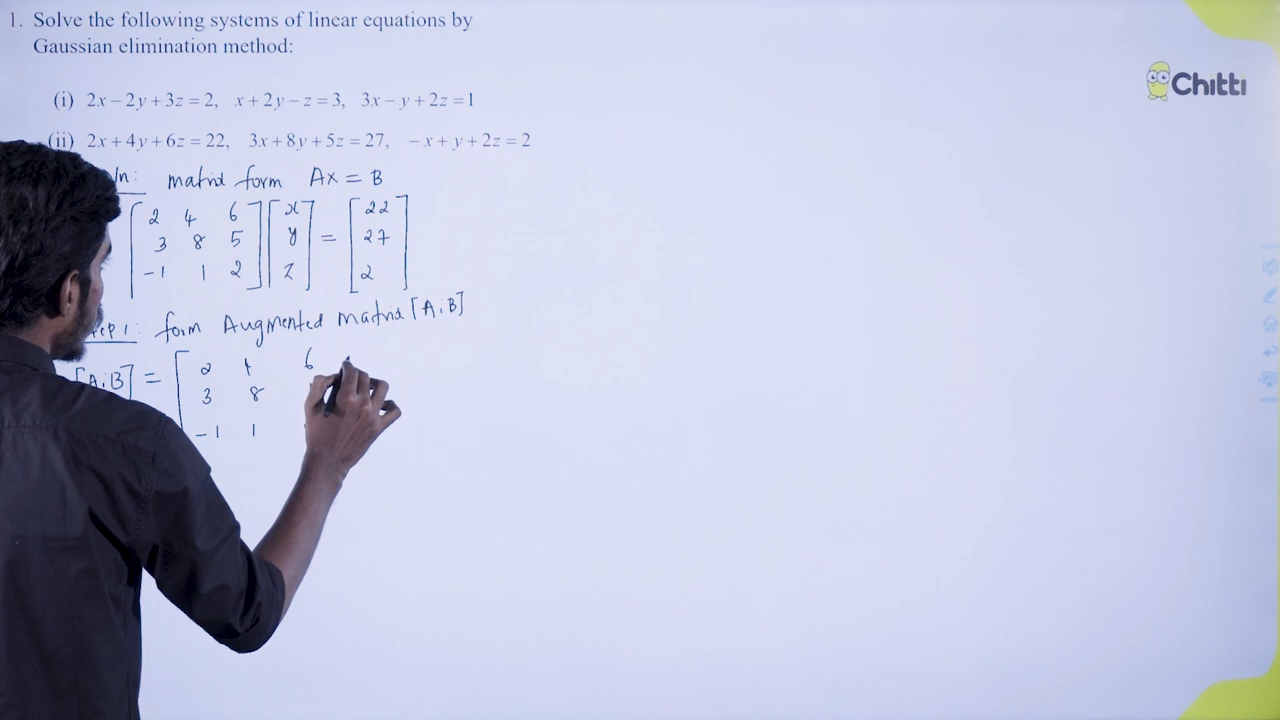 1. Solve the following systems of linear equations by
Gaussian elimination method:
Chitti
(i) 2x − 2y + 3z = 2, x + 2y − z = 3, 3x − y + 2z = 1
(ii) 2x + 4y + 6z = 22, 3x + 8y + 5z = 27, −x + y + 2z = 2
matrix form AX = B
2 4 6 x 22
3 8 5 y = 27
-1 1 2 z 2
1: form Augmented matrix [A:B]
[A:B] = 2 4 6
3 8
-1 1